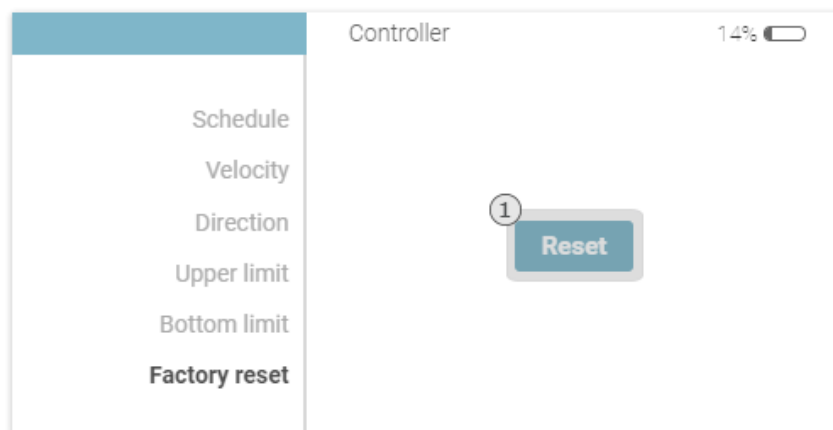 Controller 14%
Schedule
Velocity
Direction
1
Reset
Upper limit
Bottom limit
Factory reset